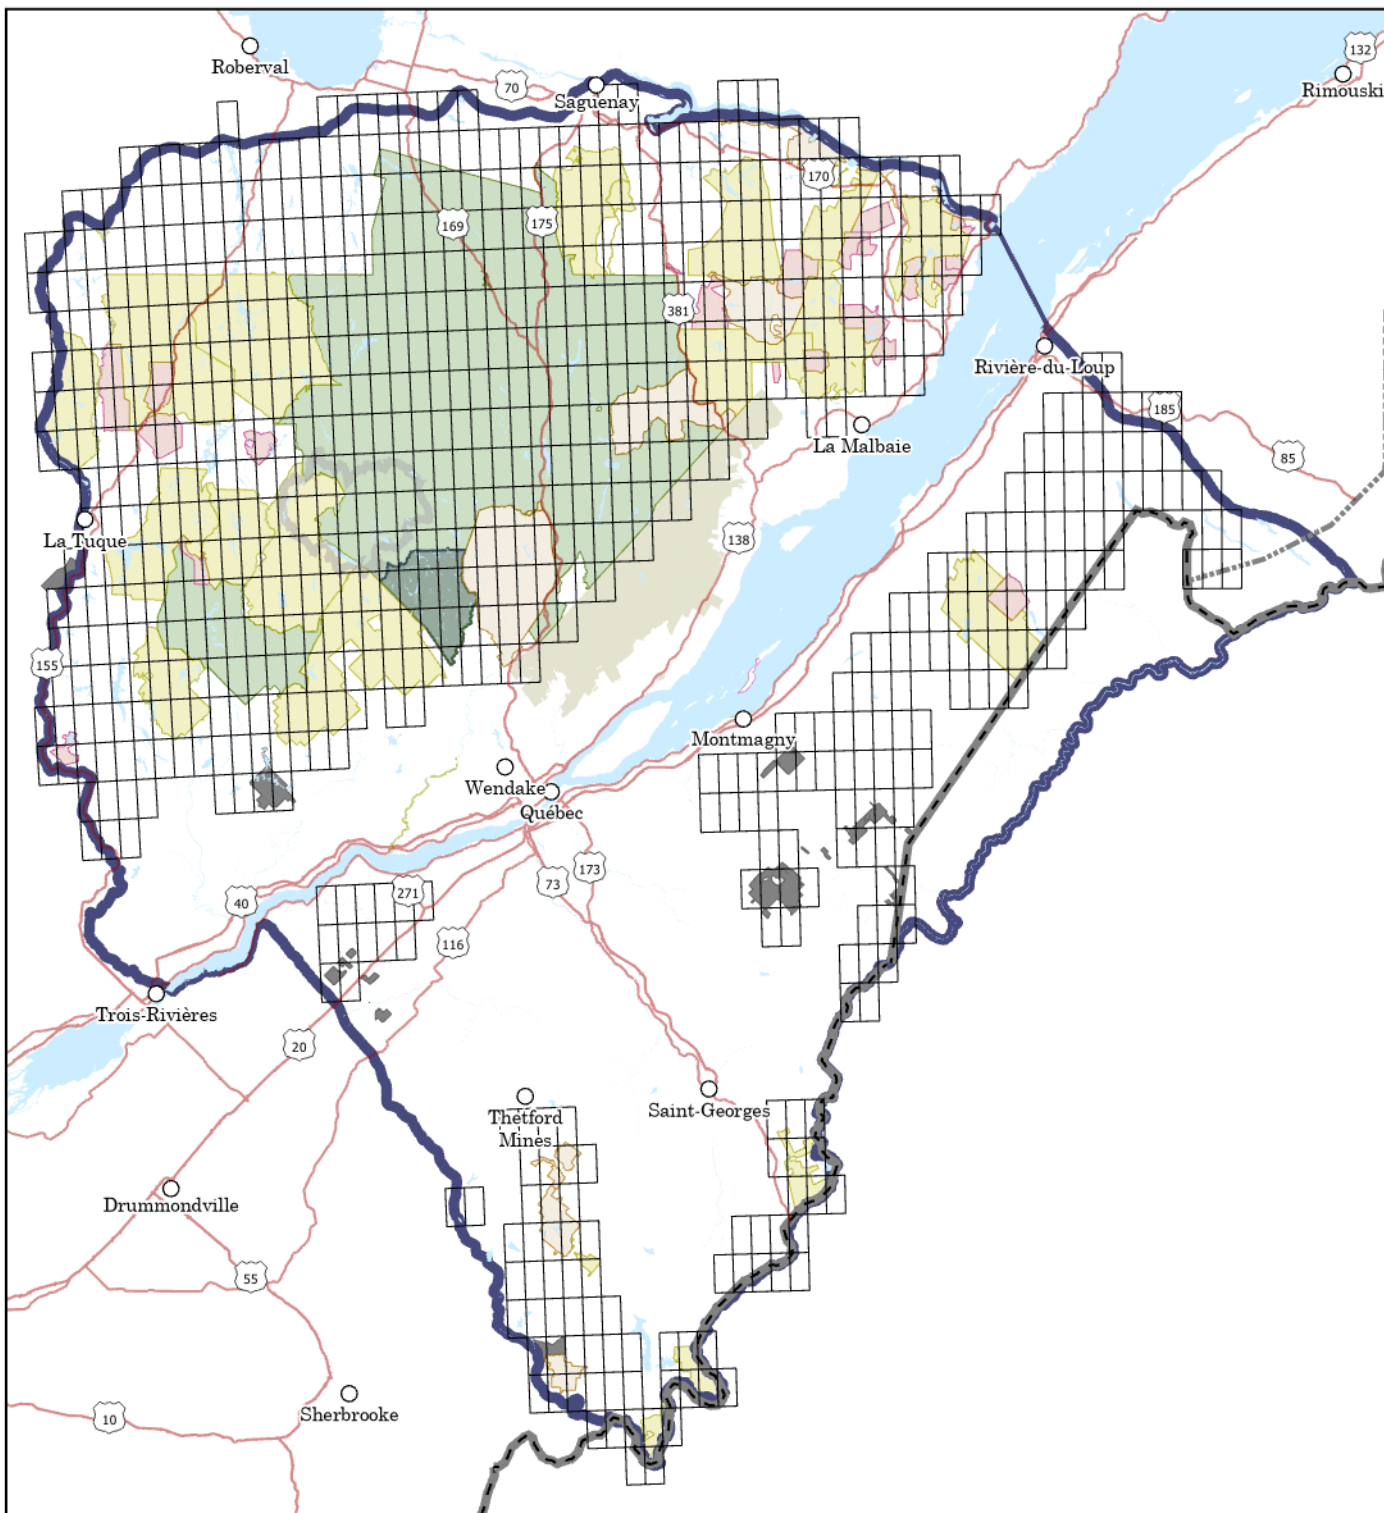 Roberval
132
Rimouski
70
Saguenay
170
169
175
381
Rivière-du-Loup
185
La Malbaie
85
La Tuque
138
155
Montmagny
Wendake
Québec
173
73
271
40
116
Trois-Rivières
20
Thetford
Mines
Saint-Georges
Drummondville
55
10
Sherbrooke